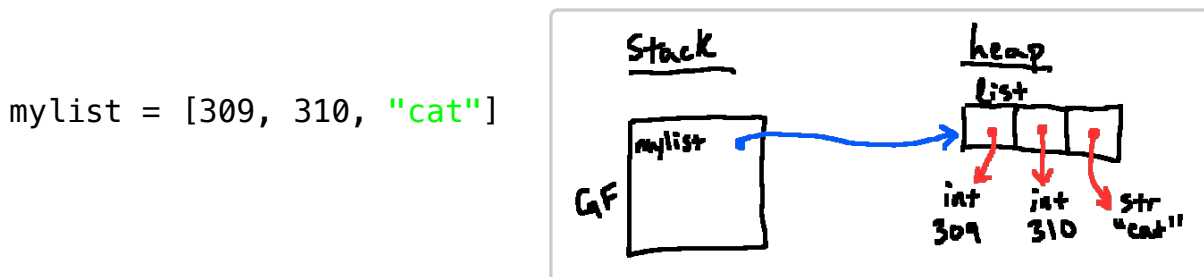 mylist = [309, 310, "cat"]
Stack
heap
list
mylist
GF
int
309
int
310
str
"cat"